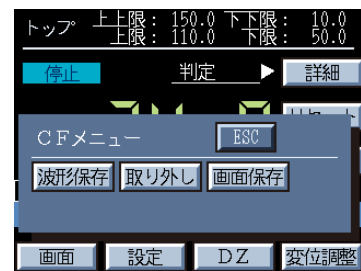 トップ 上上限： 150.0 下下限： 10.0
上限： 110.0 下限： 50.0
停止 判定 ▶ 詳細
CFメニュー ESC
波形保存 取り外し 画面保存
画面 設定 DZ 変位調整